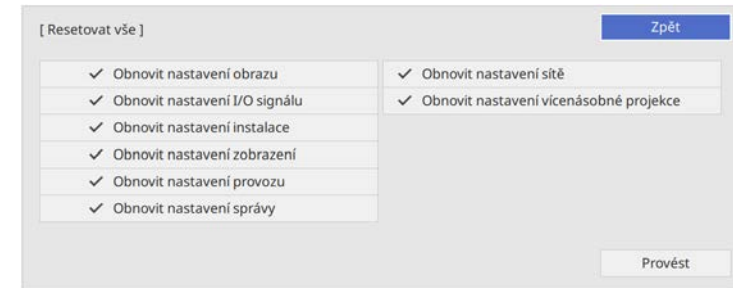 [ Resetovat vše ]
Zpět
✓ Obnovit nastavení obrazu
✓ Obnovit nastavení I/O signálu
✓ Obnovit nastavení instalace
✓ Obnovit nastavení zobrazení
✓ Obnovit nastavení provozu
✓ Obnovit nastavení správy
✓ Obnovit nastavení sítě
✓ Obnovit nastavení vícenásobné projekce
Provést